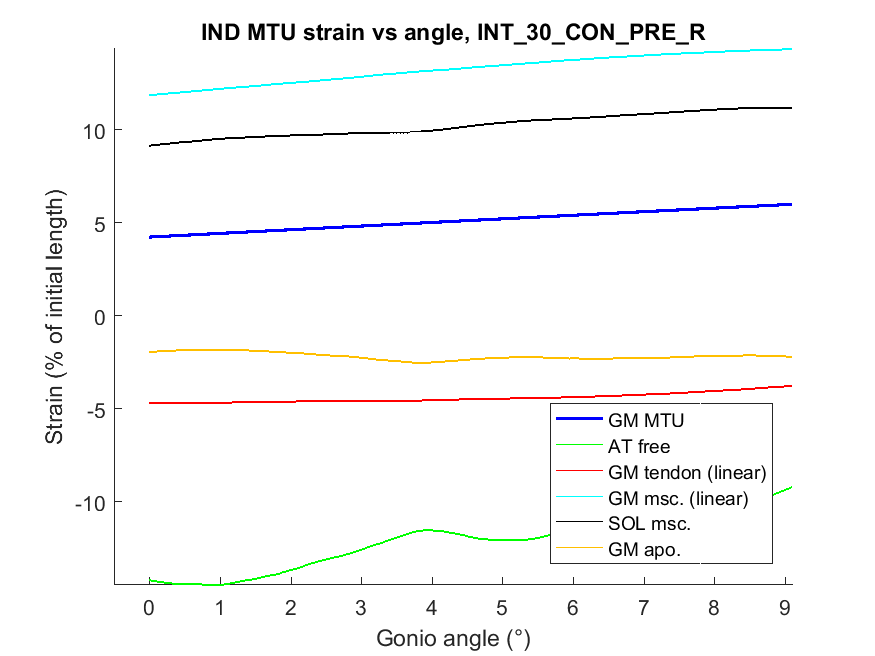 IND MTU strain vs angle, INT_30_CON_PRE_R
Strain (% of initial length)
10
5
0
-5
-10
GM MTU
AT free
GM tendon (linear)
GM msc. (linear)
SOL msc.
GM apo.
0 1 2 3 4 5 6 7 8 9
Gonio angle (°)